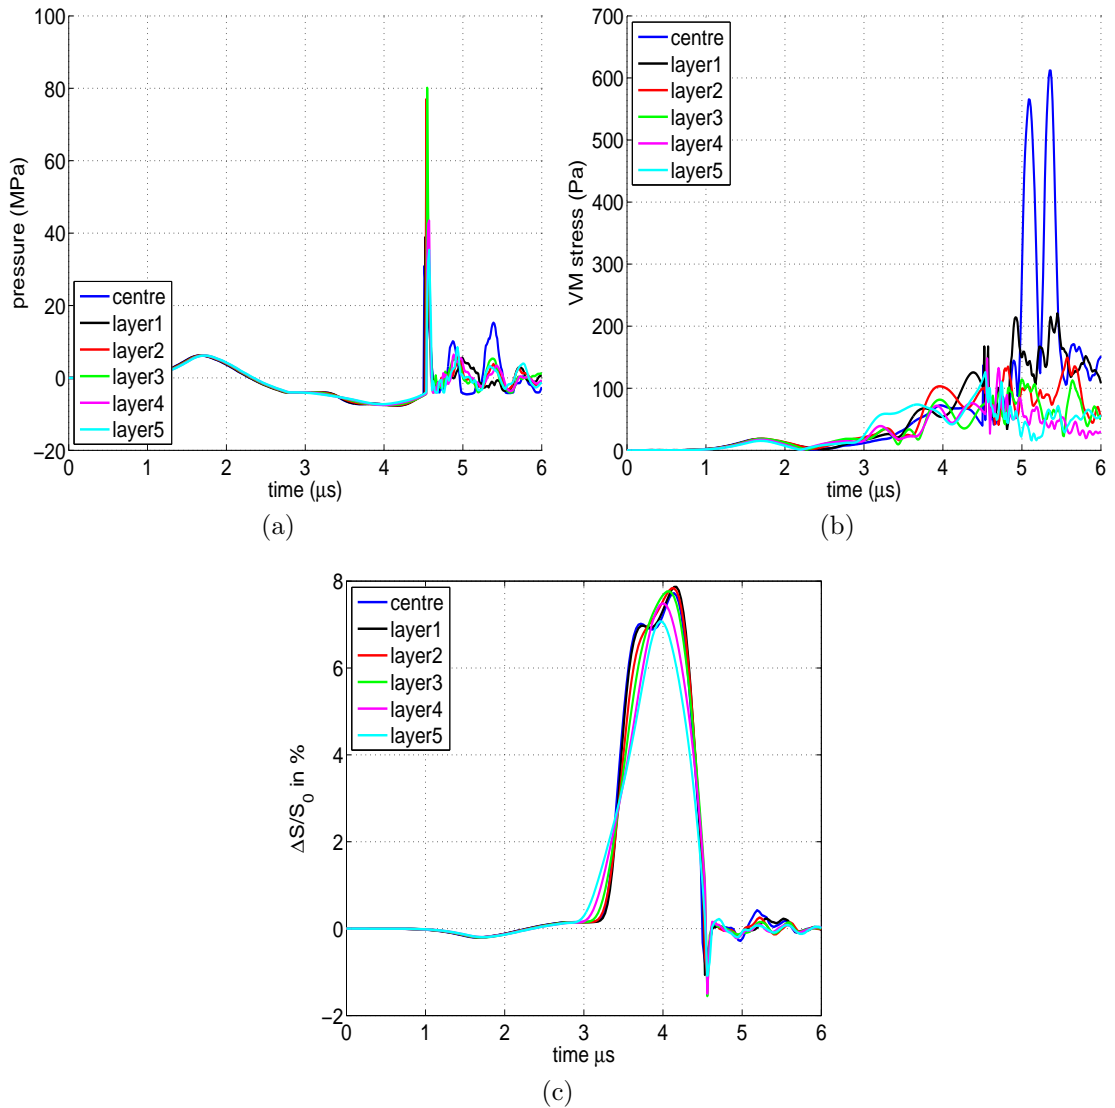 100
80
60
40
20
0
−20
pressure (MPa)
centre
layer1
layer2
layer3
layer4
layer5
0 1 2 3 4 5 6
time (μs)
(a)
700
600
500
400
300
200
100
0
VM stress (Pa)
centre
layer1
layer2
layer3
layer4
layer5
0 1 2 3 4 5 6
time (μs)
(b)
8
6
4
2
0
−2
ΔS/S0 in %
centre
layer1
layer2
layer3
layer4
layer5
0 1 2 3 4 5 6
time μs
(c)